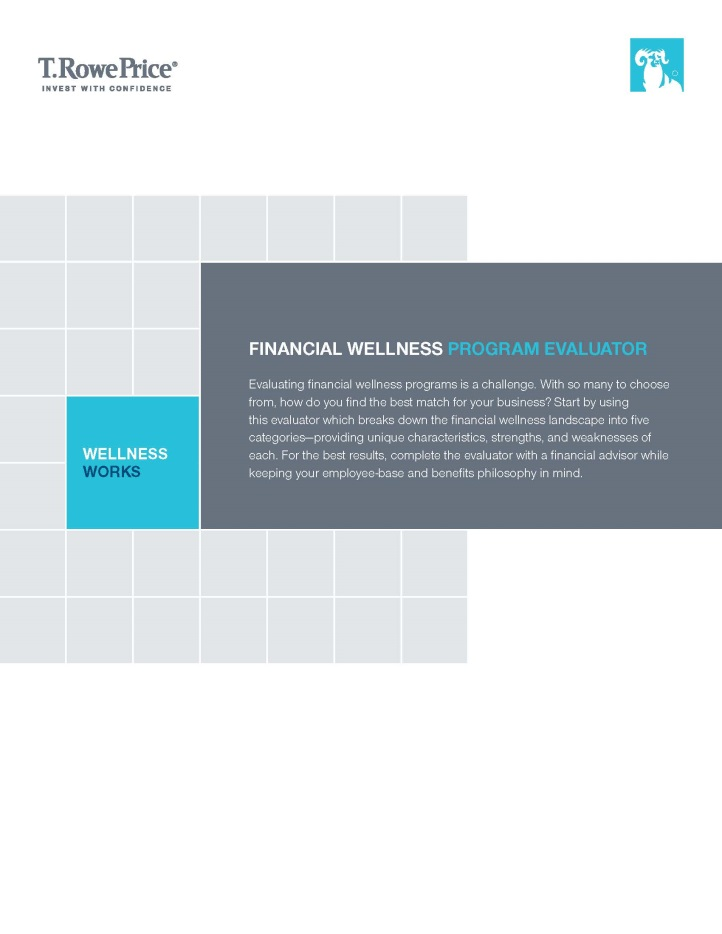 T.RowePrice®
INVEST WITH CONFIDENCE
FINANCIAL WELLNESS PROGRAM EVALUATOR
Evaluating financial wellness programs is a challenge. With so many to choose
from, how do you find the best match for your business? Start by using
this evaluator which breaks down the financial wellness landscape into five
categories—providing unique characteristics, strengths, and weaknesses of
each. For the best results, complete the evaluator with a financial advisor while
keeping your employee-base and benefits philosophy in mind.
WELLNESS
WORKS